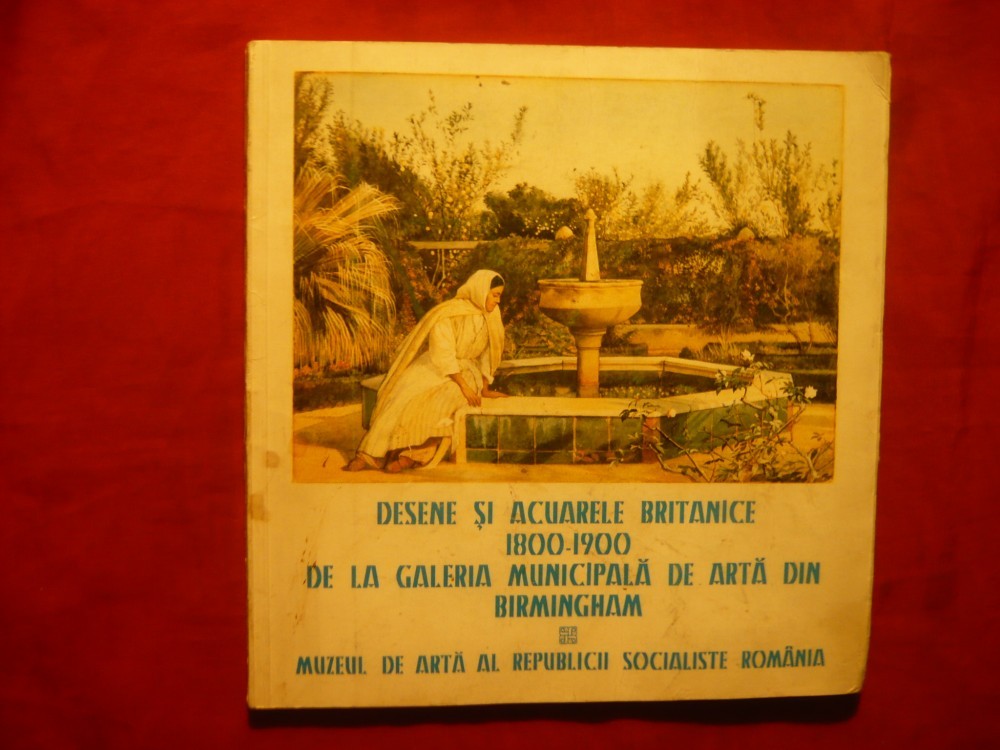 DESENE ȘI ACUARELE BRITANICE
1800-1900
DE LA GALERIA MUNICIPALĂ DE ARTĂ DIN
BIRMINGHAM
MUZEUL DE ARTĂ AL REPUBLICII SOCIALISTE ROMÂNIA